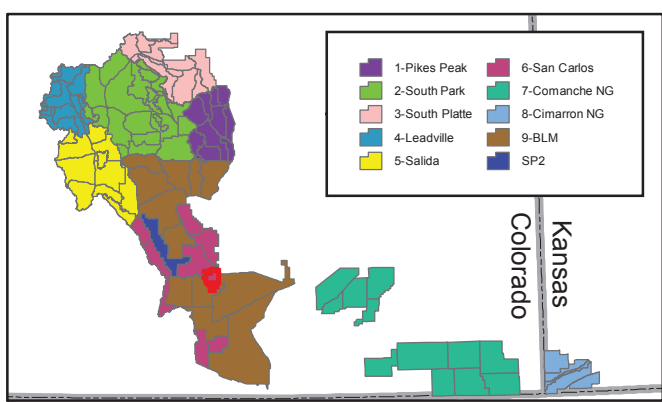 1-Pikes Peak
2-South Park
3-South Platte
4-Leadville
5-Salida
6-San Carlos
7-Comanche NG
8-Cimarron NG
9-BLM
SP2
Colorado
Kansas